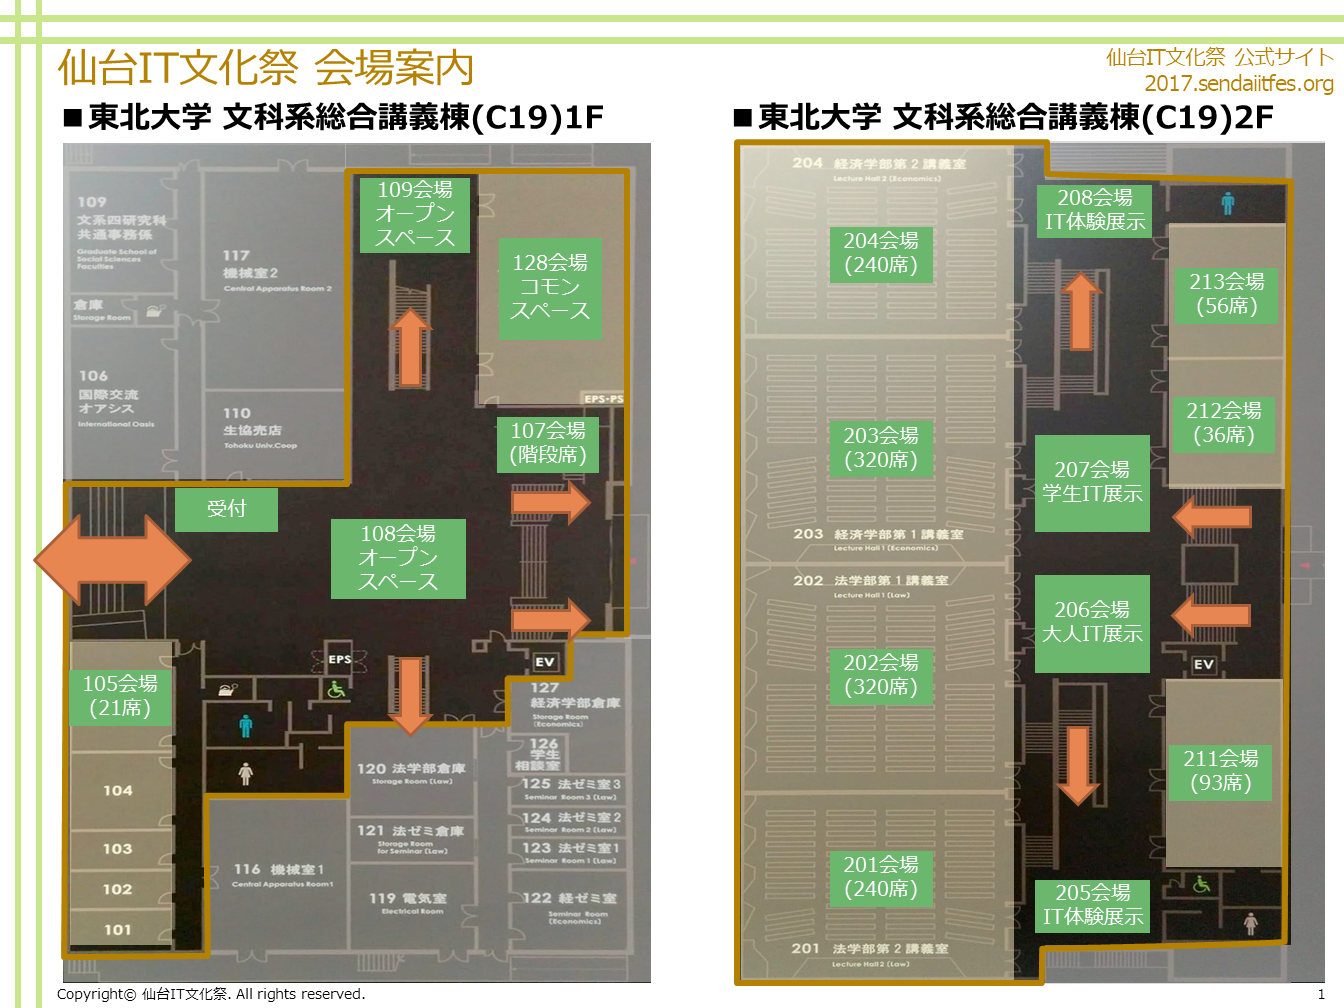 仙台IT文化祭 会場案内
仙台IT文化祭 公式サイト
2017.sendaiitfes.org
■東北大学 文科系総合講義棟(C19)1F
109
文系四研究科
共通事務係
Graduate School of
Social Sciences
Faculties
倉庫
Storage Room
117
機械室2
Central Apparatus Room 2
109会場
オープン
スペース
128会場
コモン
スペース
EPS・PS
106
国際交流
オアシス
International Oasis
110
生協売店
Tohoku Univ.Coop
107会場
(階段席)
受付
108会場
オープン
スペース
EPS
EV
105会場
(21席)
104
103
102
101
127
経済学部倉庫
Storage Room
(Economics)
126
学生
相談室
120 法学部倉庫
Storage Room (Law)
125 法ゼミ室3
Seminar Room 3 (Law)
124 法ゼミ室2
Seminar Room 2 (Law)
121 法ゼミ倉庫
Storage Room
for Seminar (Law)
123 法ゼミ室1
Seminar Room 1 (Law)
116 機械室1
Central Apparatus Room1
119 電気室
Electrical Room
122 経ゼミ室
Seminar Room
(Economics)
■東北大学 文科系総合講義棟(C19)2F
204 経済学部第2講義室
Lecture Hall 2 (Economics)
204会場
(240席)
208会場
IT体験展示
213会場
(56席)
212会場
(36席)
203会場
(320席)
207会場
学生IT展示
203 経済学部第1講義室
Lecture Hall 1 (Economics)
202 法学部第1講義室
Lecture Hall 1 (Law)
206会場
大人IT展示
202会場
(320席)
EV
211会場
(93席)
201会場
(240席)
205会場
IT体験展示
201 法学部第2講義室
Lecture Hall 2 (Law)
Copyright© 仙台IT文化祭. All rights reserved.
1